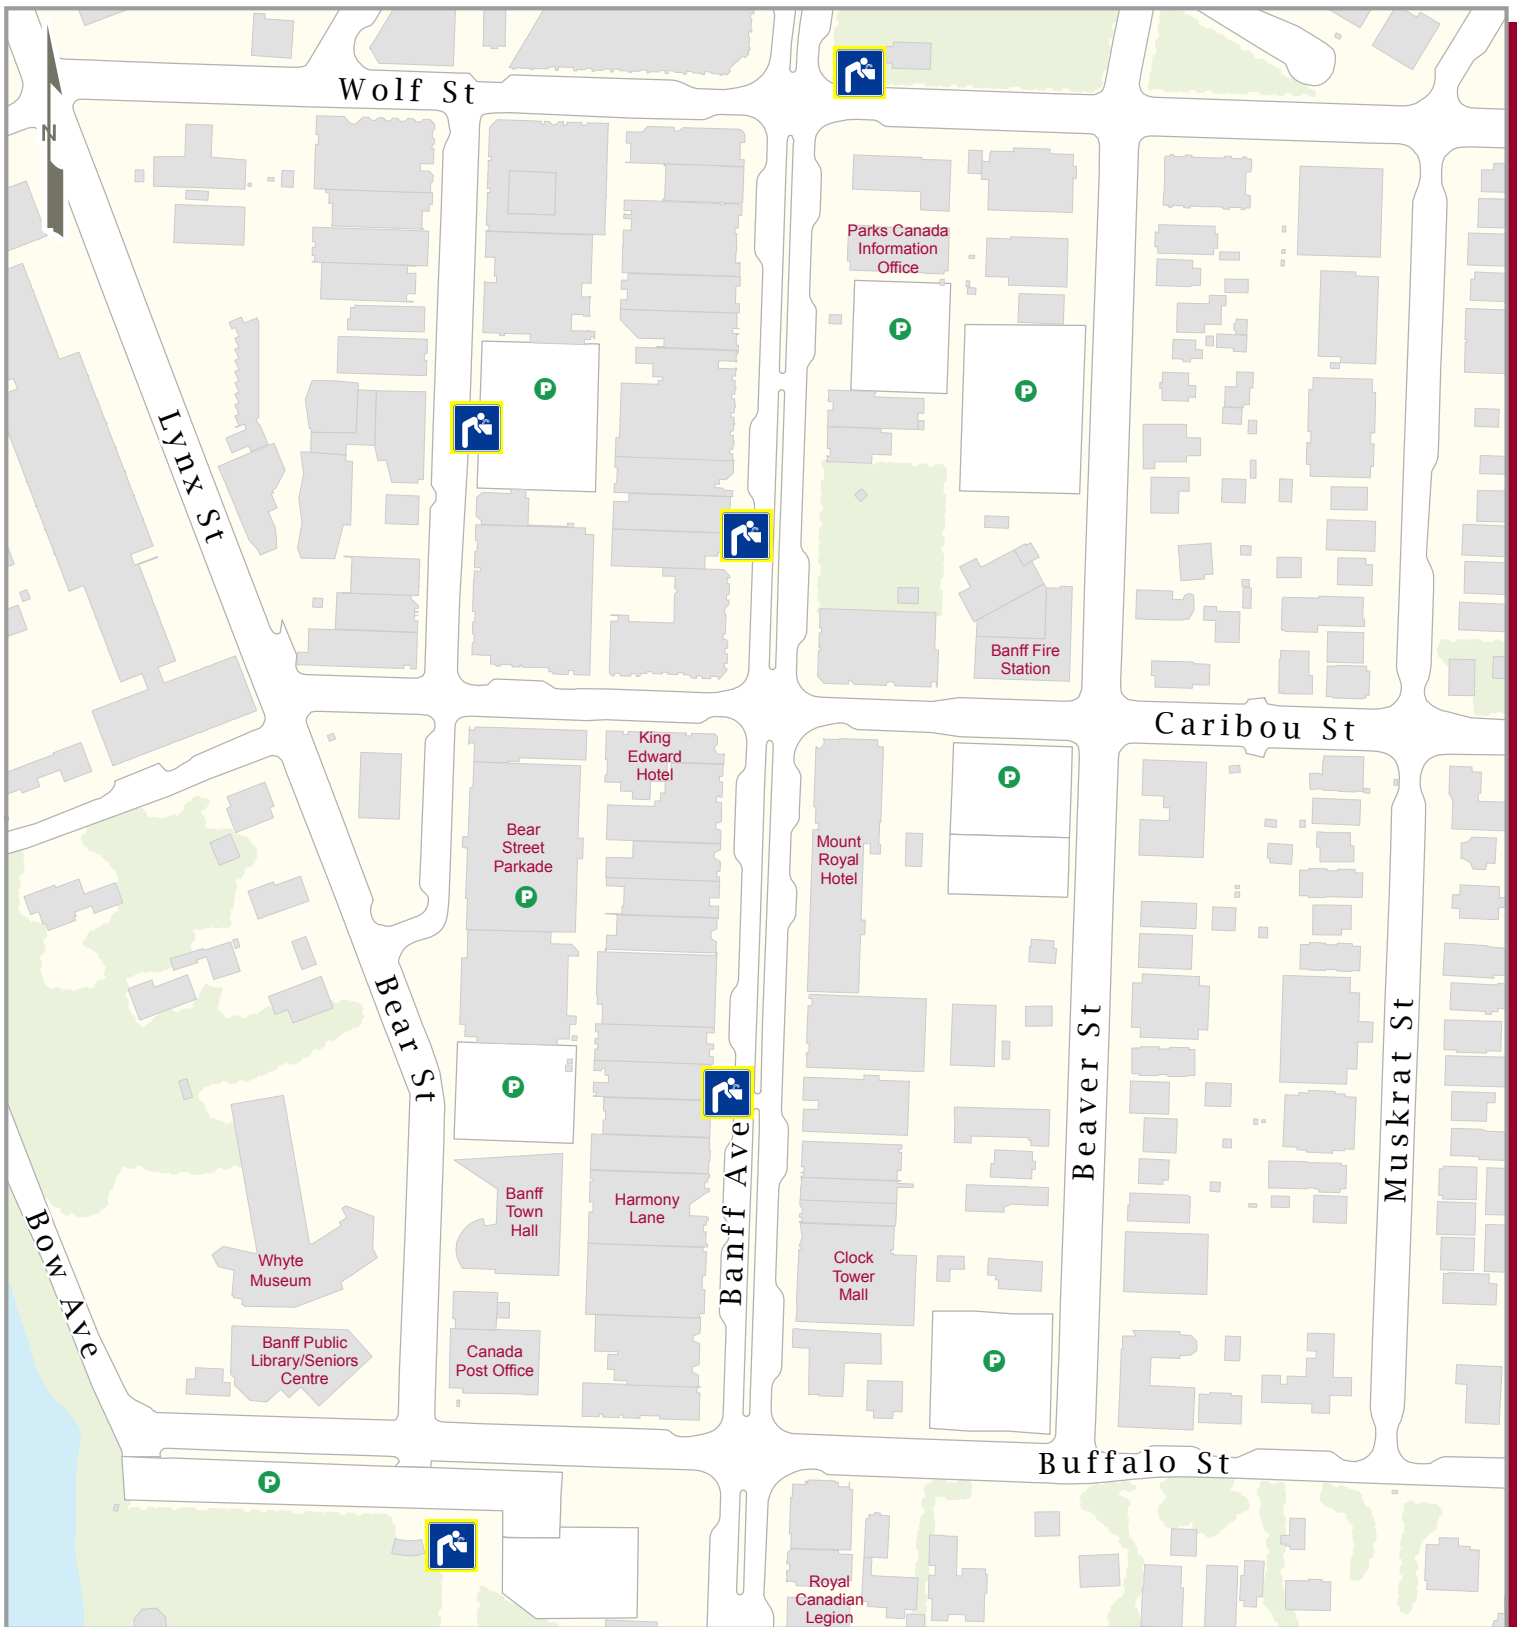 Wolf St
N
Parks Canada
Information
Office
P
P
P
Lynx St
Banff Fire
Station
Caribou St
King
Edward
Hotel
P
Bear
Street
Parkade
P
Mount
Royal
Hotel
Bear St
Beaver St
Muskrat St
P
Banff Ave
Banff
Town
Hall
Harmony
Lane
Bow Ave
Whyte
Museum
Clock
Tower
Mall
Banff Public
Library/Seniors
Centre
Canada
Post Office
P
Buffalo St
P
Royal
Canadian
Legion